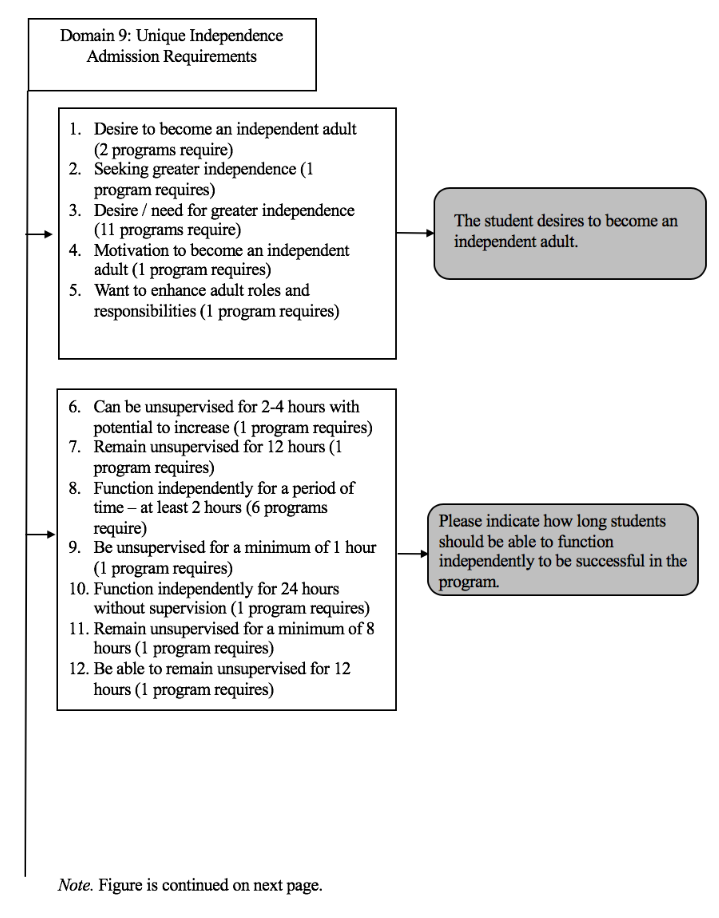 Domain 9: Unique Independence
Admission Requirements
1. Desire to become an independent adult
(2 programs require)
2. Seeking greater independence (1
program requires)
3. Desire / need for greater independence
(11 programs require)
4. Motivation to become an independent
adult (1 program requires)
5. Want to enhance adult roles and
responsibilities (1 program requires)
The student desires to become an
independent adult.
6. Can be unsupervised for 2-4 hours with
potential to increase (1 program requires)
7. Remain unsupervised for 12 hours (1
program requires)
8. Function independently for a period of
time – at least 2 hours (6 programs
require)
9. Be unsupervised for a minimum of 1 hour
(1 program requires)
10. Function independently for 24 hours
without supervision (1 program requires)
11. Remain unsupervised for a minimum of 8
hours (1 program requires)
12. Be able to remain unsupervised for 12
hours (1 program requires)
Please indicate how long students
should be able to function
independently to be successful in the
program.
Note. Figure is continued on next page.